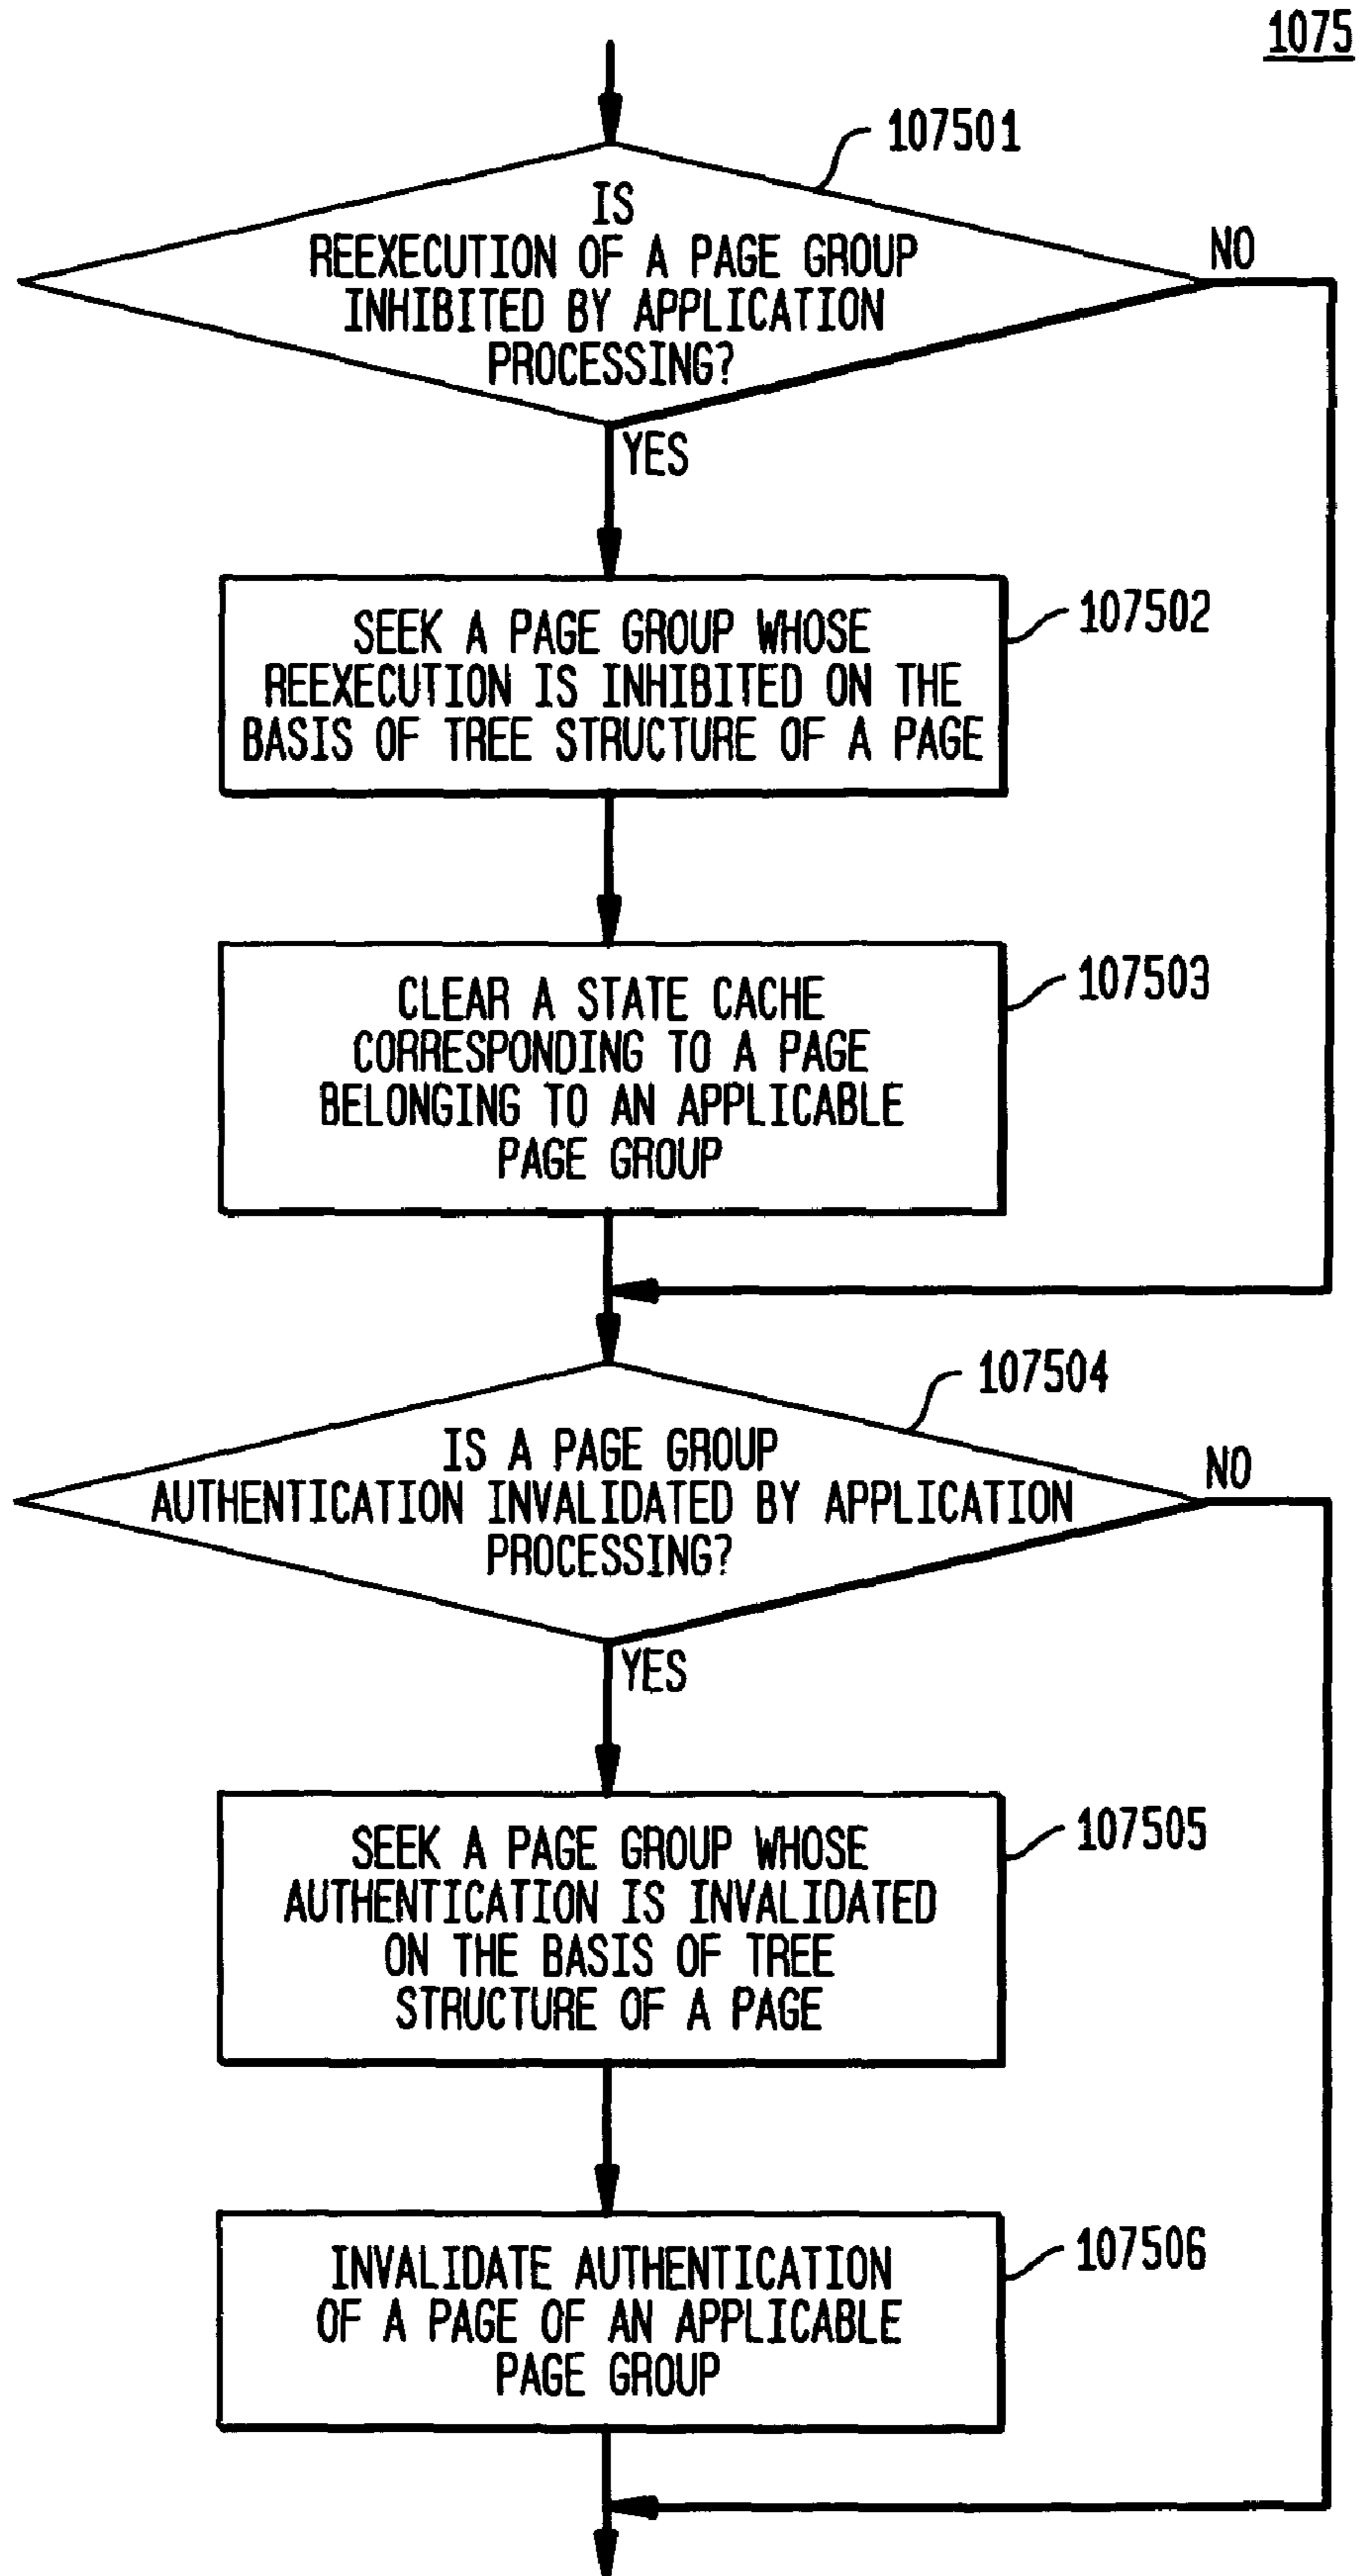 1075
107501
IS
REEXECUTION OF A PAGE GROUP
INHIBITED BY APPLICATION
PROCESSING?
NO
YES
107502
SEEK A PAGE GROUP WHOSE
REEXECUTION IS INHIBITED ON THE
BASIS OF TREE STRUCTURE OF A PAGE
107503
CLEAR A STATE CACHE
CORRESPONDING TO A PAGE
BELONGING TO AN APPLICABLE
PAGE GROUP
107504
IS A PAGE GROUP
AUTHENTICATION INVALIDATED BY APPLICATION
PROCESSING?
NO
YES
107505
SEEK A PAGE GROUP WHOSE
AUTHENTICATION IS INVALIDATED
ON THE BASIS OF TREE
STRUCTURE OF A PAGE
107506
INVALIDATE AUTHENTICATION
OF A PAGE OF AN APPLICABLE
PAGE GROUP